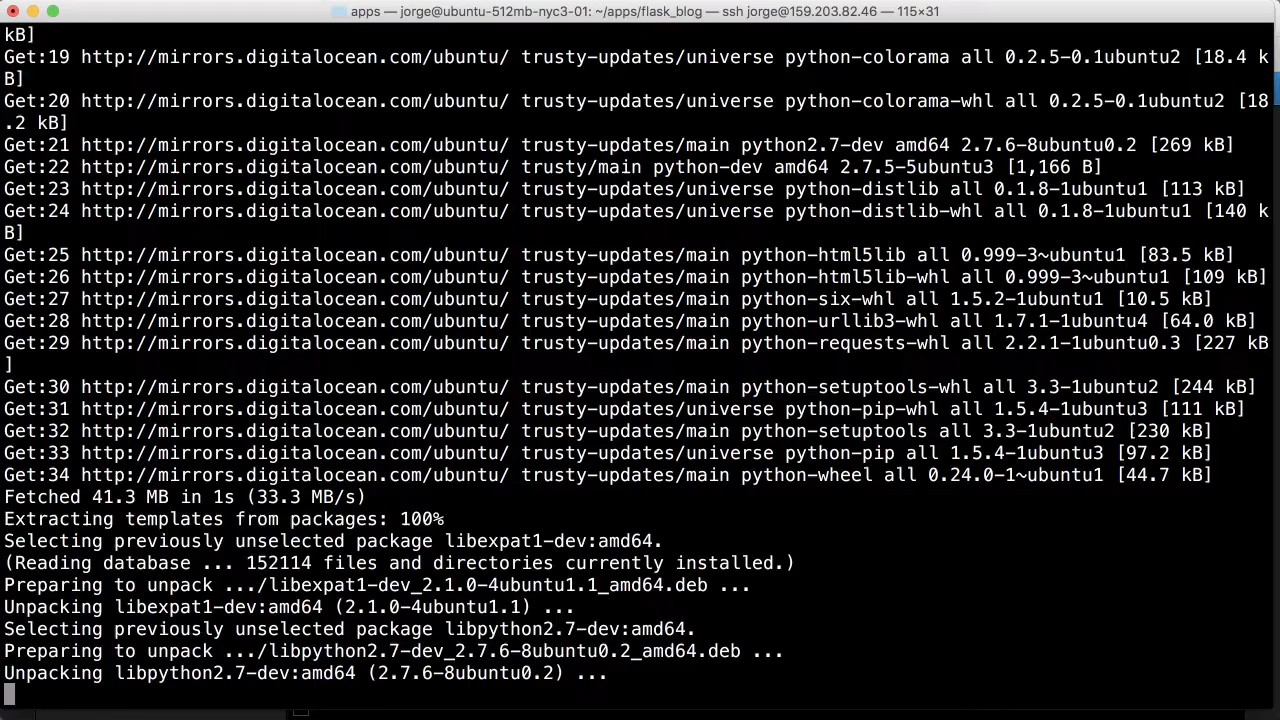 apps — jorge@ubuntu-512mb-nyc3-01: ~/apps/flask_blog — ssh jorge@159.203.82.46 — 115×31
kB]
Get:19 http://mirrors.digitalocean.com/ubuntu/ trusty-updates/universe python-colorama all 0.2.5-0.1ubuntu2 [18.4 k
B]
Get:20 http://mirrors.digitalocean.com/ubuntu/ trusty-updates/universe python-colorama-whl all 0.2.5-0.1ubuntu2 [18
.2 kB]
Get:21 http://mirrors.digitalocean.com/ubuntu/ trusty-updates/main python2.7-dev amd64 2.7.6-8ubuntu0.2 [269 kB]
Get:22 http://mirrors.digitalocean.com/ubuntu/ trusty/main python-dev amd64 2.7.5-5ubuntu3 [1,166 B]
Get:23 http://mirrors.digitalocean.com/ubuntu/ trusty-updates/universe python-distlib all 0.1.8-1ubuntu1 [113 kB]
Get:24 http://mirrors.digitalocean.com/ubuntu/ trusty-updates/universe python-distlib-whl all 0.1.8-1ubuntu1 [140 k
B]
Get:25 http://mirrors.digitalocean.com/ubuntu/ trusty-updates/main python-html5lib all 0.999-3~ubuntu1 [83.5 kB]
Get:26 http://mirrors.digitalocean.com/ubuntu/ trusty-updates/main python-html5lib-whl all 0.999-3~ubuntu1 [109 kB]
Get:27 http://mirrors.digitalocean.com/ubuntu/ trusty-updates/main python-six-whl all 1.5.2-1ubuntu1 [10.5 kB]
Get:28 http://mirrors.digitalocean.com/ubuntu/ trusty-updates/main python-urllib3-whl all 1.7.1-1ubuntu4 [64.0 kB]
Get:29 http://mirrors.digitalocean.com/ubuntu/ trusty-updates/main python-requests-whl all 2.2.1-1ubuntu0.3 [227 kB
]
Get:30 http://mirrors.digitalocean.com/ubuntu/ trusty-updates/main python-setuptools-whl all 3.3-1ubuntu2 [244 kB]
Get:31 http://mirrors.digitalocean.com/ubuntu/ trusty-updates/universe python-pip-whl all 1.5.4-1ubuntu3 [111 kB]
Get:32 http://mirrors.digitalocean.com/ubuntu/ trusty-updates/main python-setuptools all 3.3-1ubuntu2 [230 kB]
Get:33 http://mirrors.digitalocean.com/ubuntu/ trusty-updates/universe python-pip all 1.5.4-1ubuntu3 [97.2 kB]
Get:34 http://mirrors.digitalocean.com/ubuntu/ trusty-updates/main python-wheel all 0.24.0-1~ubuntu1 [44.7 kB]
Fetched 41.3 MB in 1s (33.3 MB/s)
Extracting templates from packages: 100%
Selecting previously unselected package libexpat1-dev:amd64.
(Reading database ... 152114 files and directories currently installed.)
Preparing to unpack .../libexpat1-dev_2.1.0-4ubuntu1.1_amd64.deb ...
Unpacking libexpat1-dev:amd64 (2.1.0-4ubuntu1.1) ...
Selecting previously unselected package libpython2.7-dev:amd64.
Preparing to unpack .../libpython2.7-dev_2.7.6-8ubuntu0.2_amd64.deb ...
Unpacking libpython2.7-dev:amd64 (2.7.6-8ubuntu0.2) ...